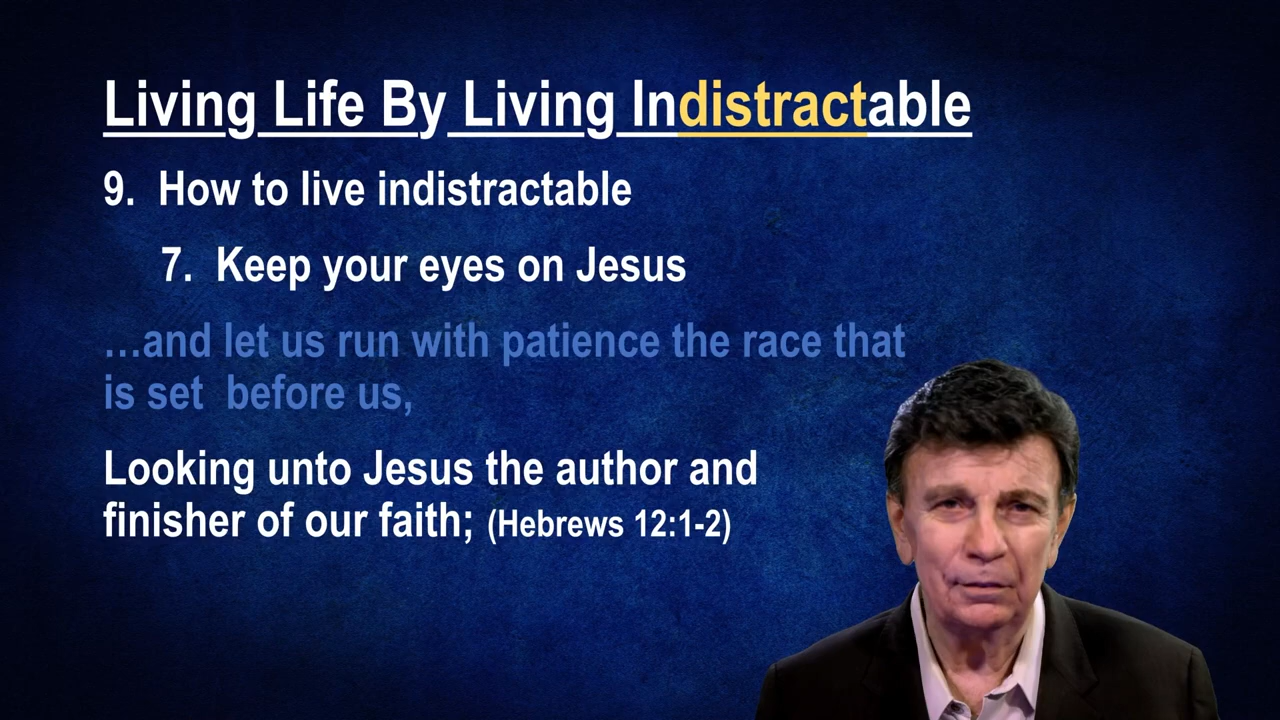 Living Life By Living Indistractable
9. How to live indistractable
7. Keep your eyes on Jesus
…and let us run with patience the race that
is set before us,
Looking unto Jesus the author and
finisher of our faith; (Hebrews 12:1-2)